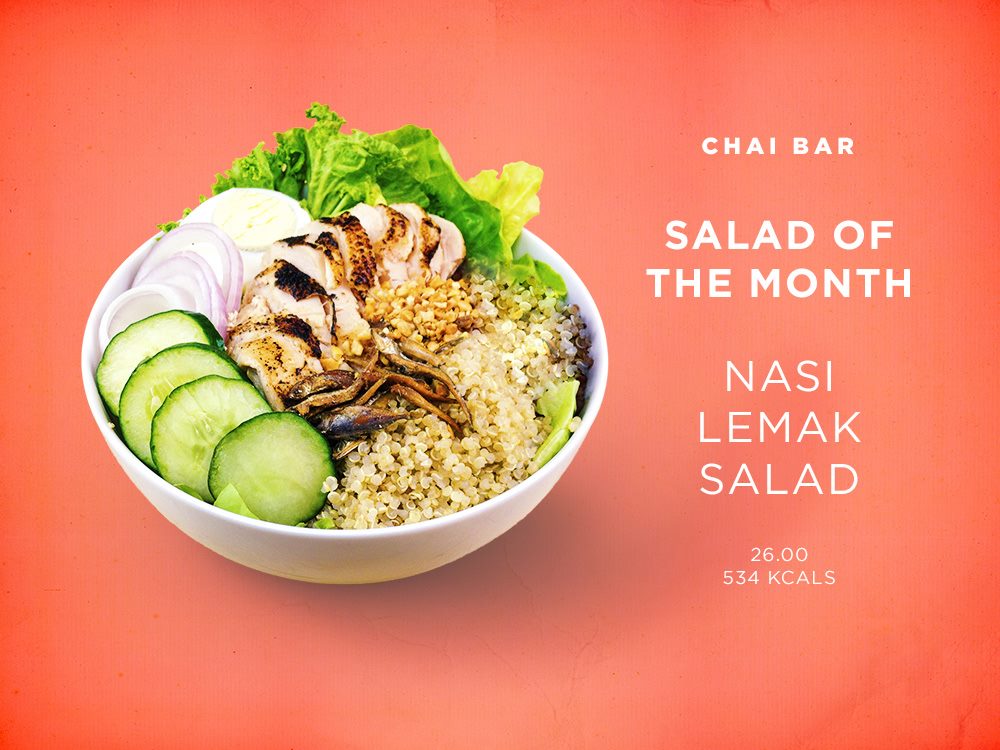 CHAI BAR
SALAD OF
THE MONTH
NASI
LEMAK
SALAD
26.00
534 KCALS